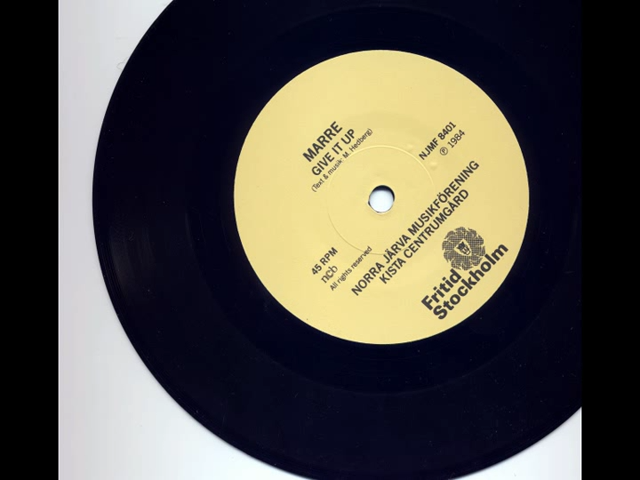 MARRE
GIVE IT UP
(Text & musik: M. Hedberg)
NJMF 8401
℗ 1984
45 RPM
ncb
All rights reserved
NORRA JÄRVA MUSIKFÖRENING
KISTA CENTRUMGÅRD
Fritid
Stockholm